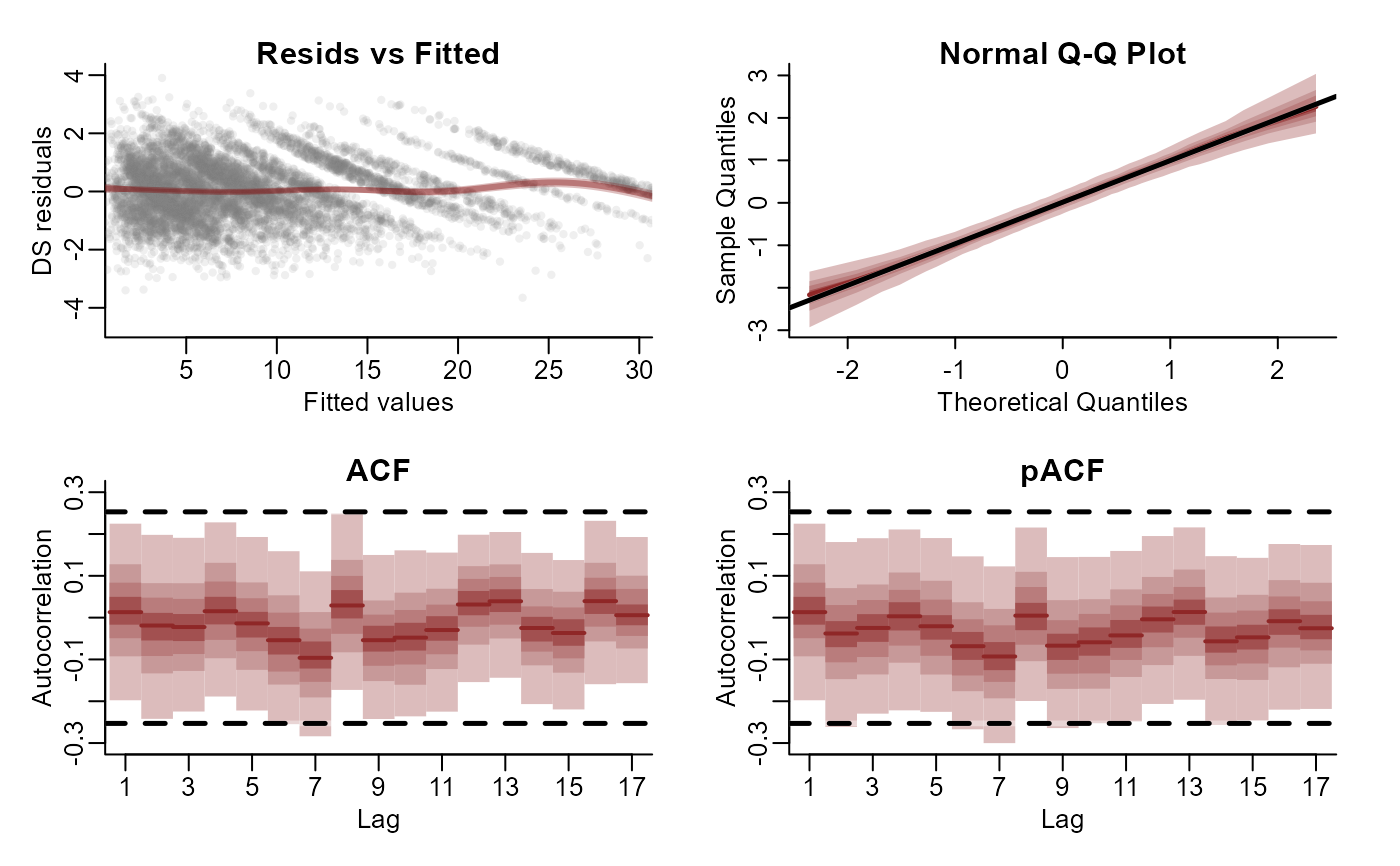 Resids vs Fitted
DS residuals
4
2
0
-2
-4
5 10 15 20 25 30
Fitted values
Normal Q-Q Plot
Sample Quantiles
3
2
1
0
-1
-3
-2 -1 0 1 2
Theoretical Quantiles
ACF
Autocorrelation
0.3
0.1
-0.1
-0.3
1 3 5 7 9 11 13 15 17
Lag
pACF
Autocorrelation
0.3
0.1
-0.1
-0.3
1 3 5 7 9 11 13 15 17
Lag